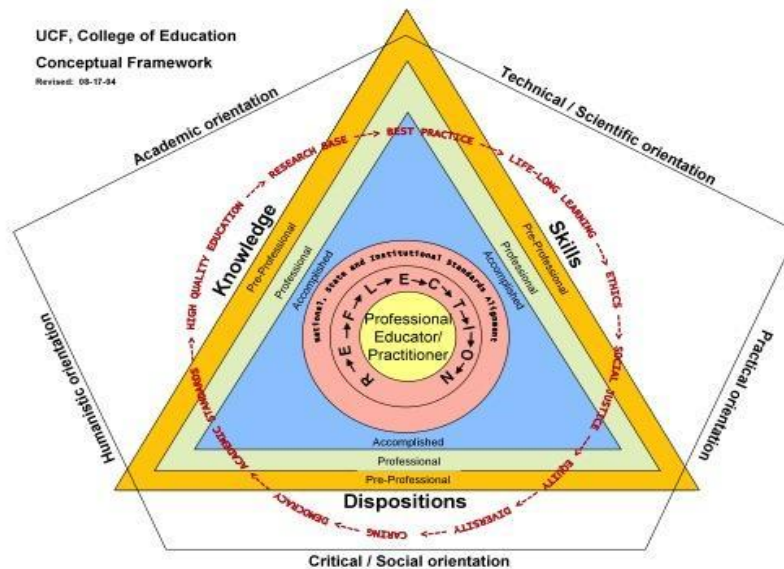 UCF, College of Education
Conceptual Framework
Revised: 08-17-04
Academic orientation
Technical / Scientific orientation
Practical orientation
Critical / Social orientation
Humanistic orientation
HIGH QUALITY EDUCATION ---> RESEARCH BASE ---> BEST PRACTICE ---> LIFE-LONG LEARNING ---> ETHICS ---> SOCIAL JUSTICE ---> EQUITY ---> DIVERSITY ---> CARING ---> DEMOCRACY ---> ACADEMIC STANDARDS --->
Knowledge
Pre-Professional
Professional
Accomplished
Skills
Pre-Professional
Professional
Accomplished
National, State and Institutional Standards Alignment
R→E→F→L→E→C→T→I→O→N
Professional
Educator/
Practitioner
Accomplished
Professional
Pre-Professional
Dispositions